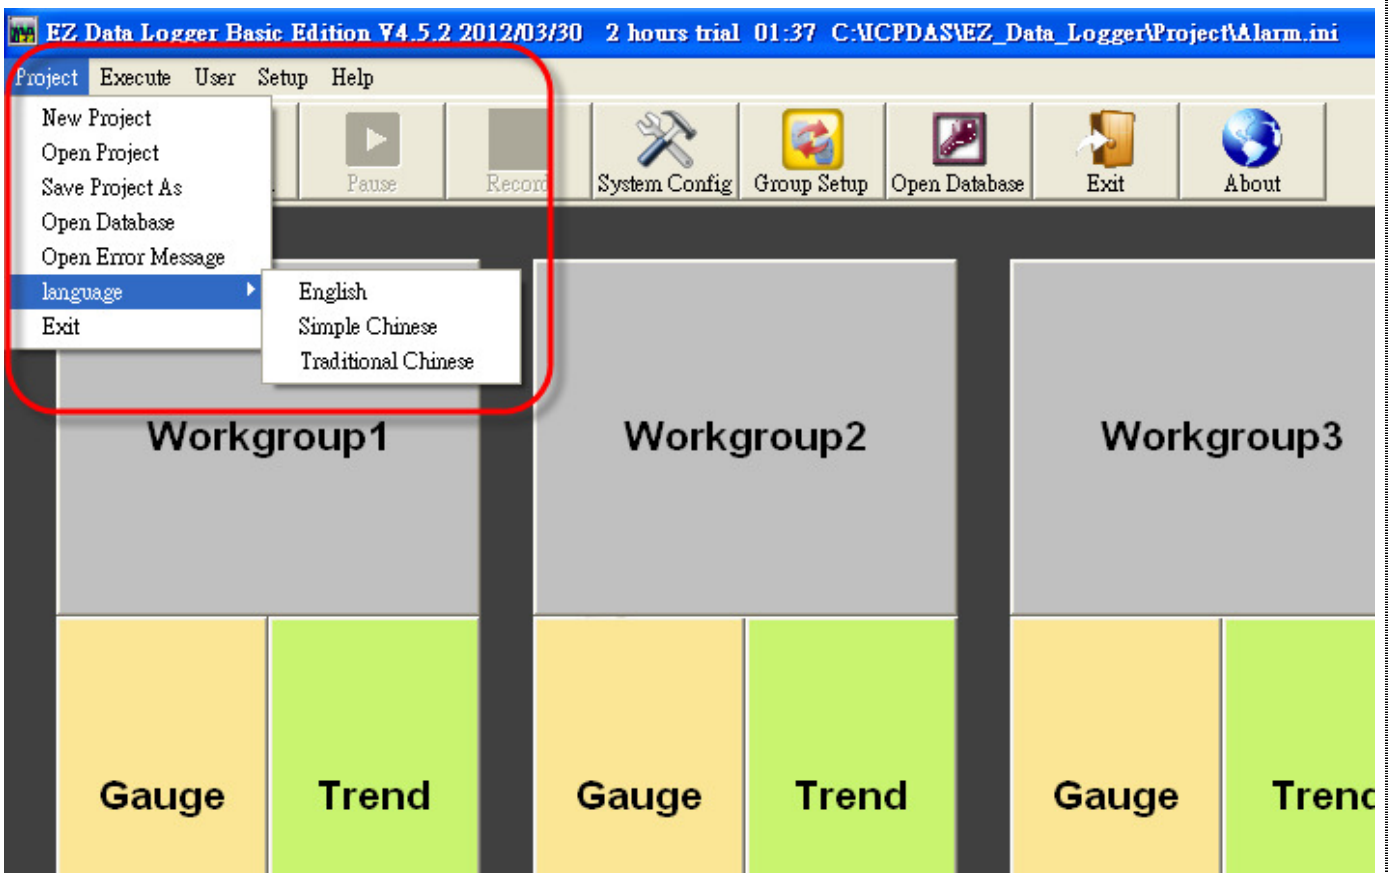 EZ Data Logger Basic Edition V4.5.2 2012/03/30 2 hours trial 01:37 C:\ICPDAS\EZ_Data_Logger\Project\Alarm.ini
Project Execute User Setup Help
New Project
Open Project
Save Project As
Open Database
Open Error Message
language
Exit
English
Simple Chinese
Traditional Chinese
Pause Record System Config Group Setup Open Database Exit About
Workgroup1 Workgroup2 Workgroup3
Gauge Trend Gauge Trend Gauge Trend